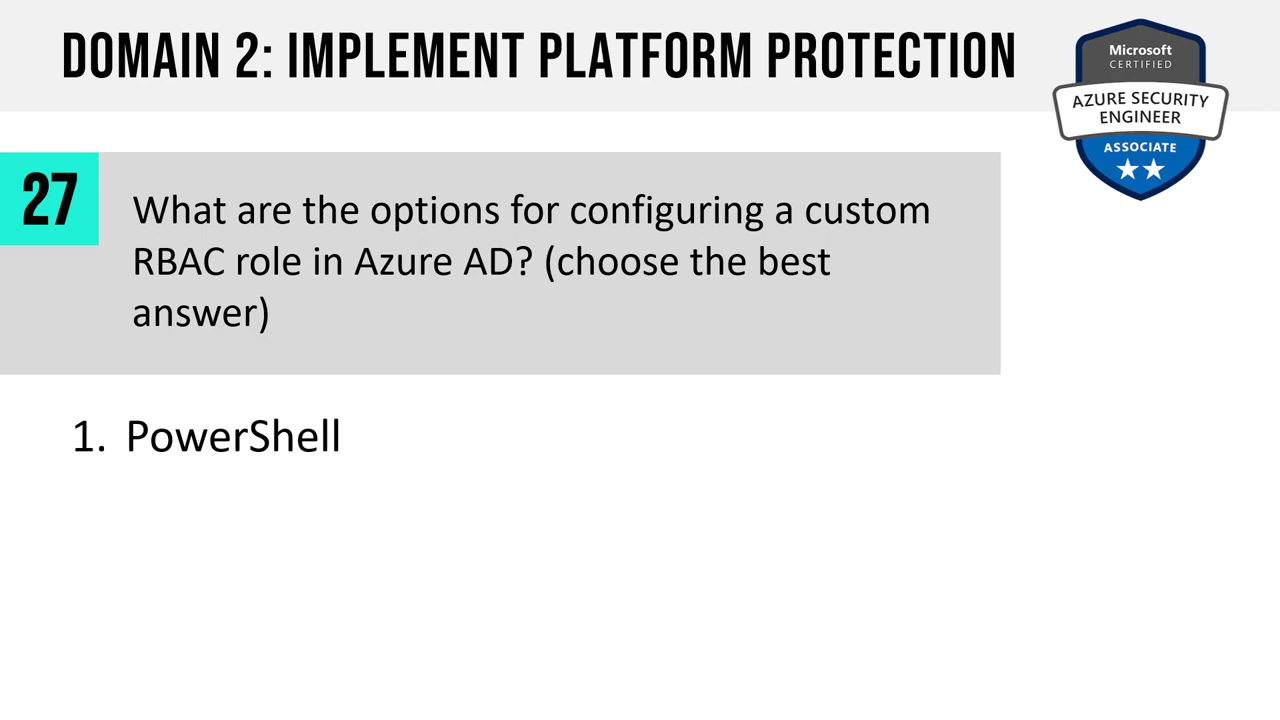 DOMAIN 2: IMPLEMENT PLATFORM PROTECTION
Microsoft
CERTIFIED
AZURE SECURITY
ENGINEER
ASSOCIATE
27
What are the options for configuring a custom
RBAC role in Azure AD? (choose the best
answer)
1. PowerShell